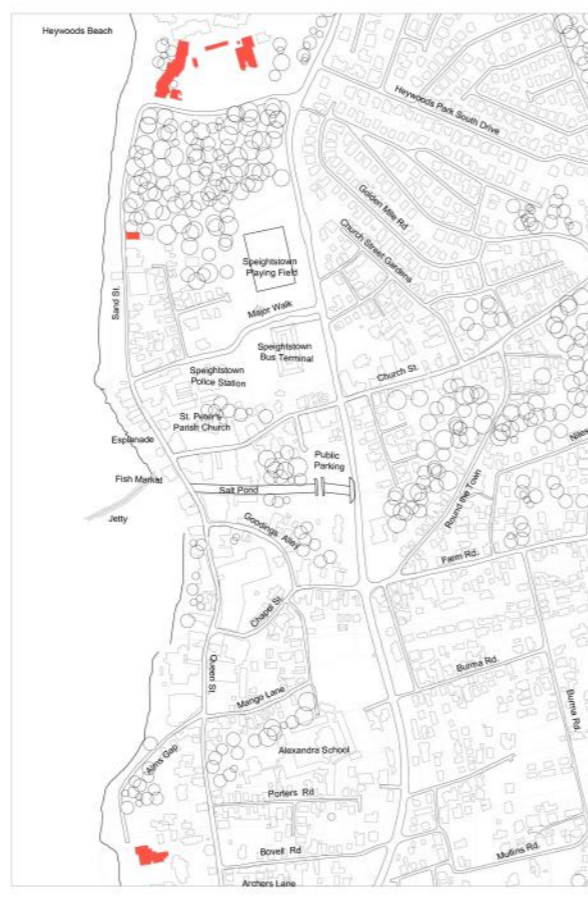 Heywoods Beach
Heywoods Park South Drive
Golden Mile Rd
Church Street Gardens
Speightstown
Playing Field
Sand St.
Major Walk
Speightstown
Bus Terminal
Speightstown
Police Station
Church St.
St. Peter's
Parish Church
Esplanade
Niles
Public
Parking
Fish Market
Salt Pond
Round the Town
Jetty
Goodings Alley
Farm Rd.
Chapel St.
Queen St.
Burma Rd.
Burma Rd.
Mango Lane
Alms Gap
Alexandra School
Porters Rd
Bovell Rd
Mullins Rd.
Archers Lane